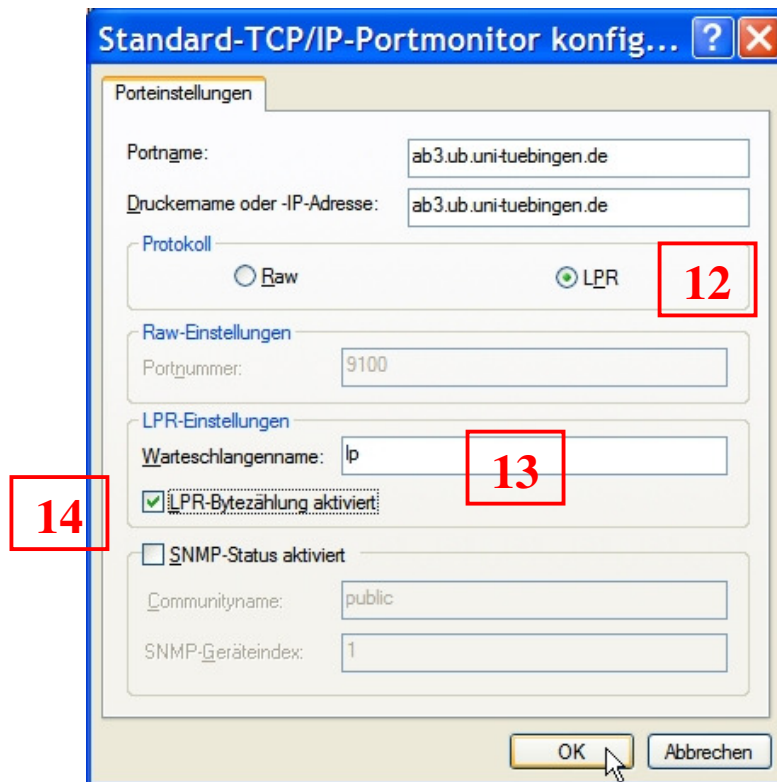 Standard-TCP/IP-Portmonitor konfig... ?
Porteinstellungen
Portname: ab3.ub.uni-tuebingen.de
Druckername oder -IP-Adresse: ab3.ub.uni-tuebingen.de
Protokoll
Raw LPR 12
Raw-Einstellungen
Portnummer: 9100
LPR-Einstellungen
Warteschlangenname: lp 13
14 LPR-Bytezählung aktiviert
SNMP-Status aktiviert
Communityname: public
SNMP-Geräteindex: 1
OK Abbrechen